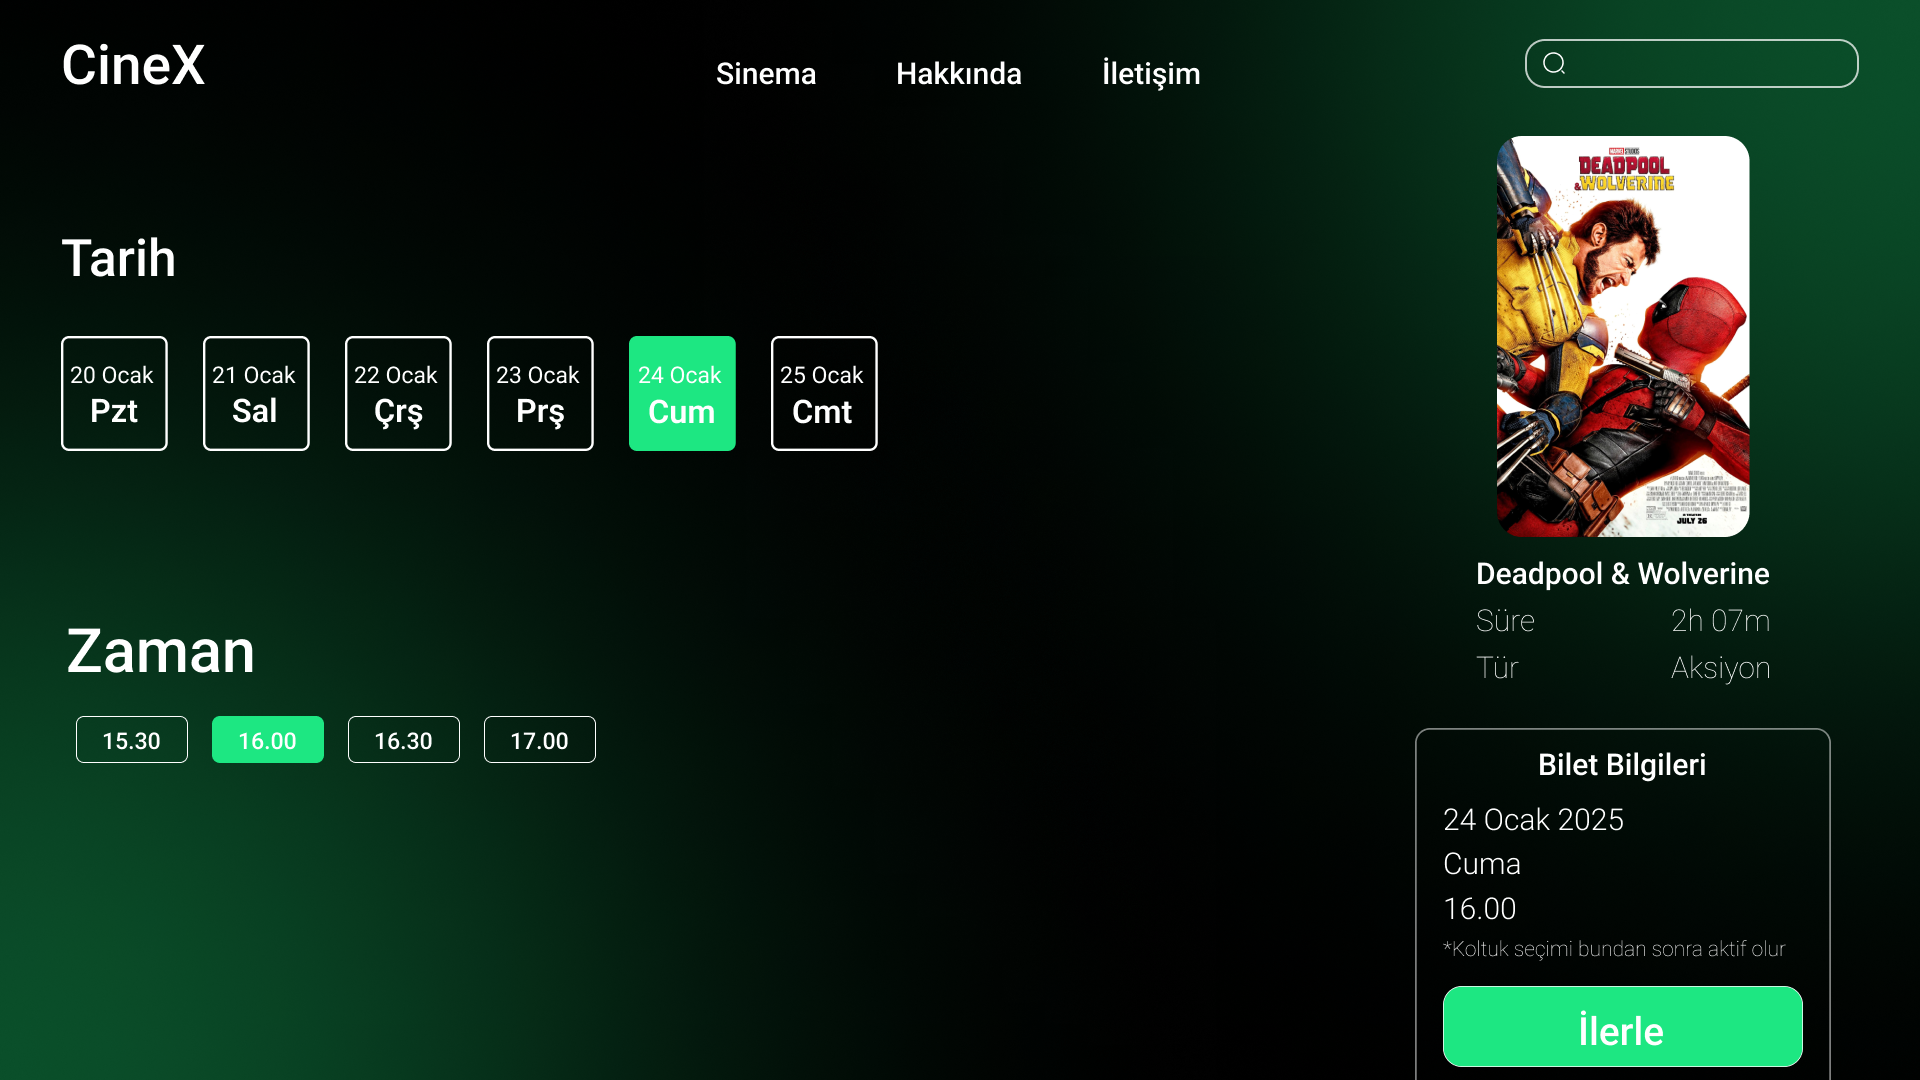 CineX
Sinema
Hakkında
İletişim
Tarih
20 Ocak
Pzt
21 Ocak
Sal
22 Ocak
Çrş
23 Ocak
Prş
24 Ocak
Cum
25 Ocak
Cmt
Zaman
15.30
16.00
16.30
17.00
MARVEL STUDIOS
DEADPOOL
& WOLVERINE
JULY 26
Deadpool & Wolverine
Süre 2h 07m
Tür Aksiyon
Bilet Bilgileri
24 Ocak 2025
Cuma
16.00
*Koltuk seçimi bundan sonra aktif olur
İlerle